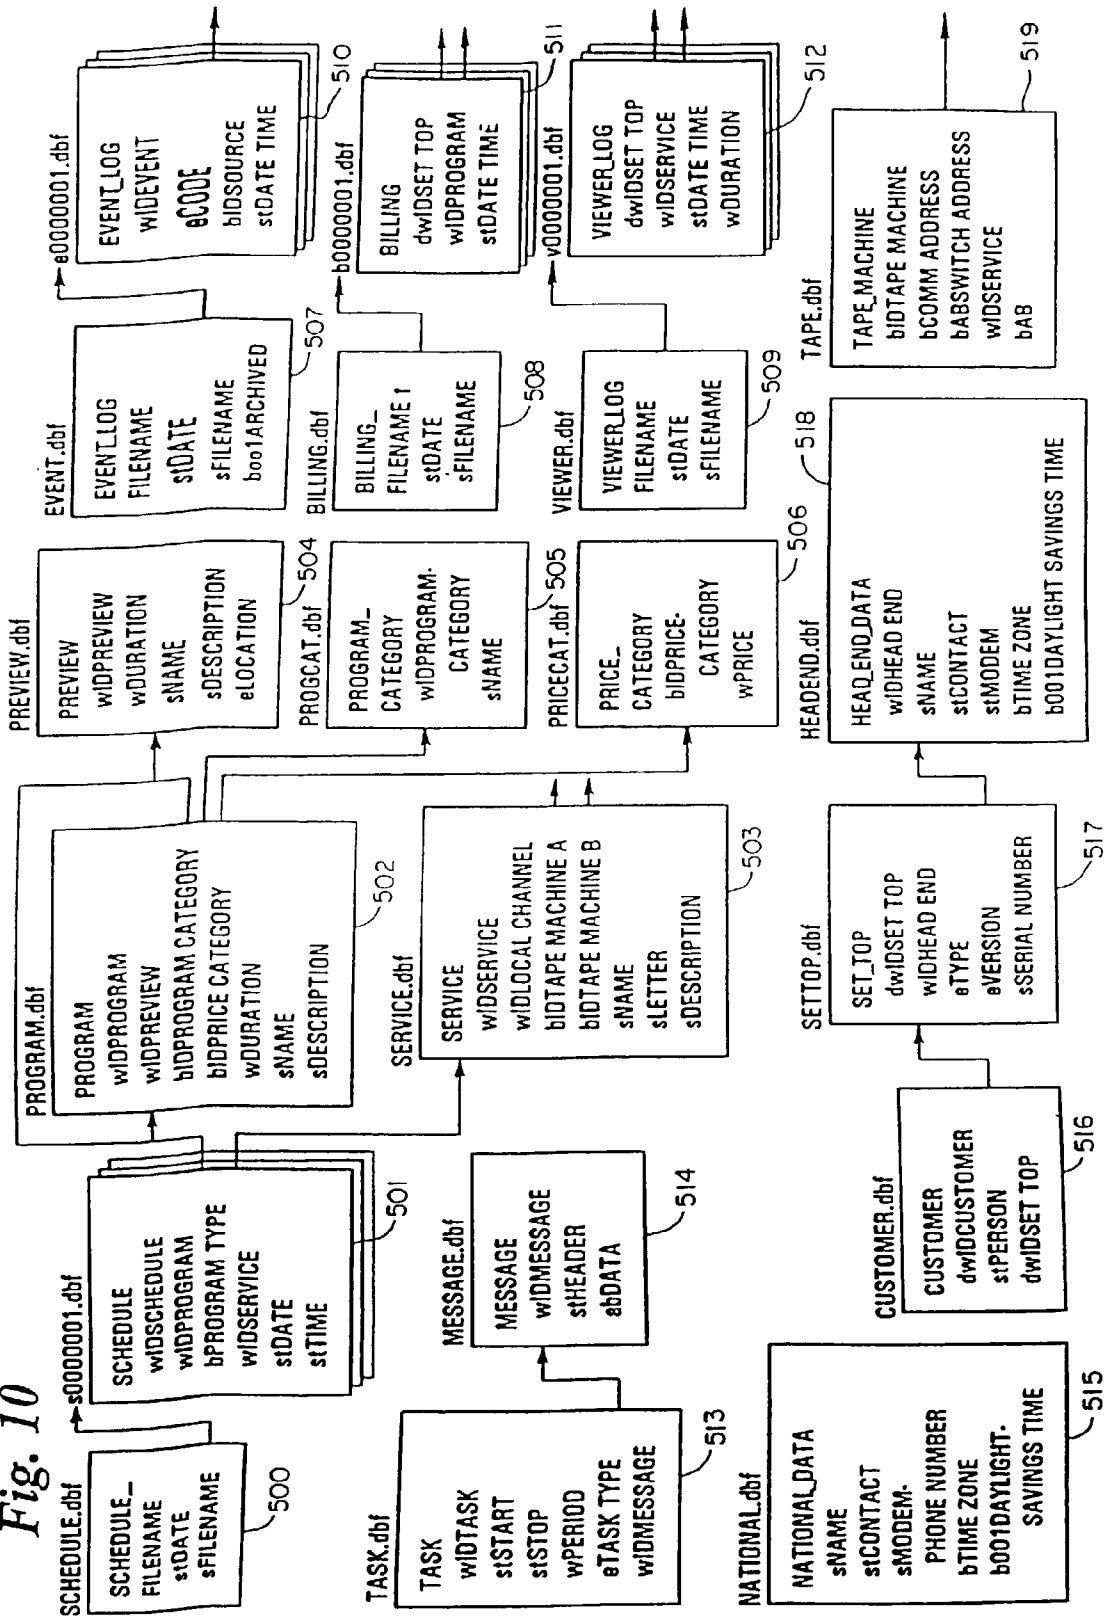 Fig. 10
SCHEDULE.dbf
SCHEDULE_
FILENAME
stDATE
sFILENAME
500
s0000001.dbf
SCHEDULE
wIDSCHEDULE
wIDPROGRAM
bPROGRAM TYPE
wIDSERVICE
stDATE
stTIME
501
PROGRAM.dbf
PROGRAM
wIDPROGRAM
wIDPREVIEW
bIDPROGRAM CATEGORY
bIDPRICE CATEGORY
wDURATION
sNAME
sDESCRIPTION
502
PREVIEW.dbf
PREVIEW
wIDPREVIEW
wDURATION
sNAME
sDESCRIPTION
eLOCATION
504
EVENT.dbf
EVENT_LOG
FILENAME
stDATE
sFILENAME
boo1ARCHIVED
507
e0000001.dbf
EVENT_LOG
wIDEVENT
eCODE
bIDSOURCE
stDATE TIME
510
PROGCAT.dbf
PROGRAM_
CATEGORY
wIDPROGRAM-
CATEGORY
sNAME
505
BILLING.dbf
BILLING_
FILENAME t
stDATE
sFILENAME
508
b0000001.dbf
BILLING
dwIDSET TOP
wIDPROGRAM
stDATE TIME
511
TASK.dbf
TASK
wIDTASK
stSTART
stSTOP
wPERIOD
eTASK TYPE
wIDMESSAGE
513
MESSAGE.dbf
MESSAGE
wIDMESSAGE
stHEADER
abDATA
514
SERVICE.dbf
SERVICE
wIDSERVICE
wIDLOCAL CHANNEL
bIDTAPE MACHINE A
bIDTAPE MACHINE B
sNAME
sLETTER
sDESCRIPTION
503
PRICECAT.dbf
PRICE_
CATEGORY
bIDPRICE-
CATEGORY
wPRICE
506
VIEWER.dbf
VIEWER_LOG
FILENAME
stDATE
sFILENAME
509
v0000001.dbf
VIEWER_LOG
dwIDSET TOP
wIDSERVICE
stDATE TIME
wDURATION
512
NATIONAL.dbf
NATIONAL_DATA
sNAME
stCONTACT
sMODEM-
PHONE NUMBER
bTIME ZONE
b001DAYLIGHT-
SAVINGS TIME
515
CUSTOMER.dbf
CUSTOMER
dwIDCUSTOMER
stPERSON
dwIDSET TOP
516
SETTOP.dbf
SET_TOP
dwIDSET TOP
wIDHEAD END
eTYPE
eVERSION
sSERIAL NUMBER
517
HEADEND.dbf
HEAD_END_DATA
wIDHEAD END
sNAME
stCONTACT
stMODEM
bTIME ZONE
b001DAYLIGHT SAVINGS TIME
518
TAPE.dbf
TAPE_MACHINE
bIDTAPE MACHINE
bCOMM ADDRESS
bABSWITCH ADDRESS
wIDSERVICE
bAB
519